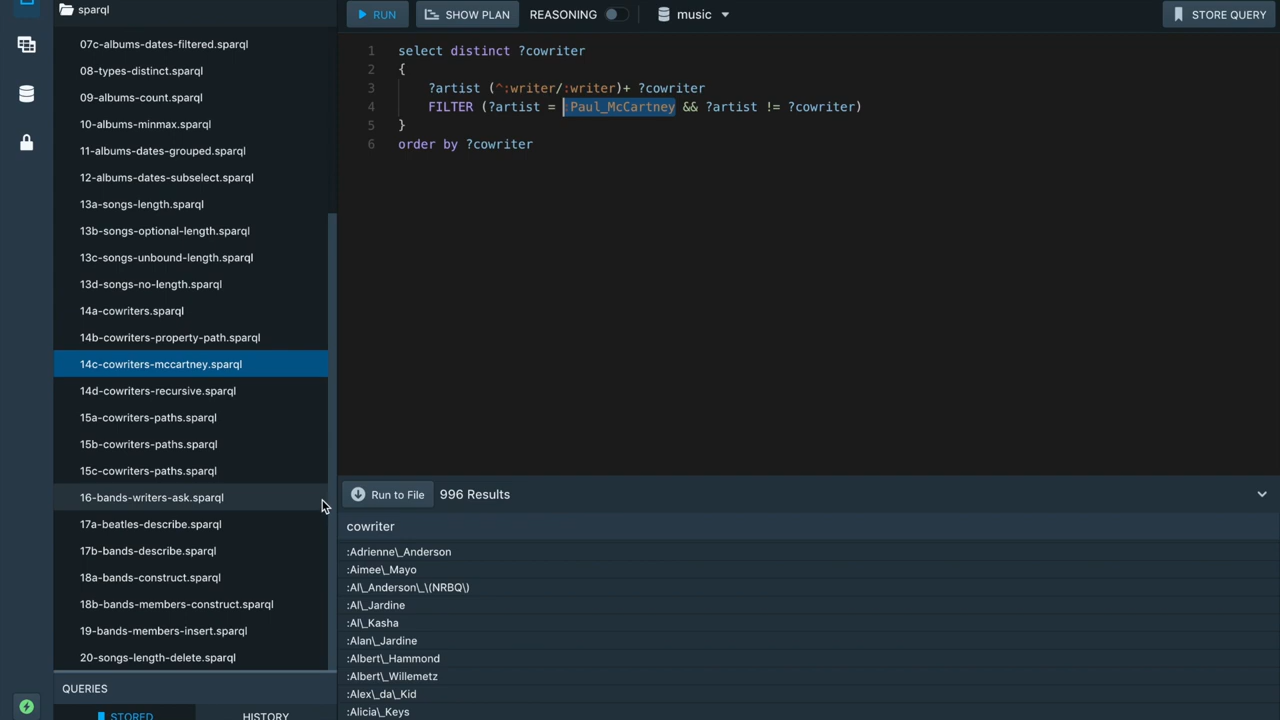 sparql
07c-albums-dates-filtered.sparql
08-types-distinct.sparql
09-albums-count.sparql
10-albums-minmax.sparql
11-albums-dates-grouped.sparql
12-albums-dates-subselect.sparql
13a-songs-length.sparql
13b-songs-optional-length.sparql
13c-songs-unbound-length.sparql
13d-songs-no-length.sparql
14a-cowriters.sparql
14b-cowriters-property-path.sparql
14c-cowriters-mccartney.sparql
14d-cowriters-recursive.sparql
15a-cowriters-paths.sparql
15b-cowriters-paths.sparql
15c-cowriters-paths.sparql
16-bands-writers-ask.sparql
17a-beatles-describe.sparql
17b-bands-describe.sparql
18a-bands-construct.sparql
18b-bands-members-construct.sparql
19-bands-members-insert.sparql
20-songs-length-delete.sparql
QUERIES
STORED HISTORY
RUN SHOW PLAN REASONING music STORE QUERY
1 select distinct ?cowriter
2 {
3 ?artist (^:writer/:writer)+ ?cowriter
4 FILTER (?artist = :Paul_McCartney && ?artist != ?cowriter)
5 }
6 order by ?cowriter
Run to File 996 Results
cowriter
:Adrienne\_Anderson
:Aimee\_Mayo
:Al\_Anderson\_\(NRBQ\)
:Al\_Jardine
:Al\_Kasha
:Alan\_Jardine
:Albert\_Hammond
:Albert\_Willemetz
:Alex\_da\_Kid
:Alicia\_Keys